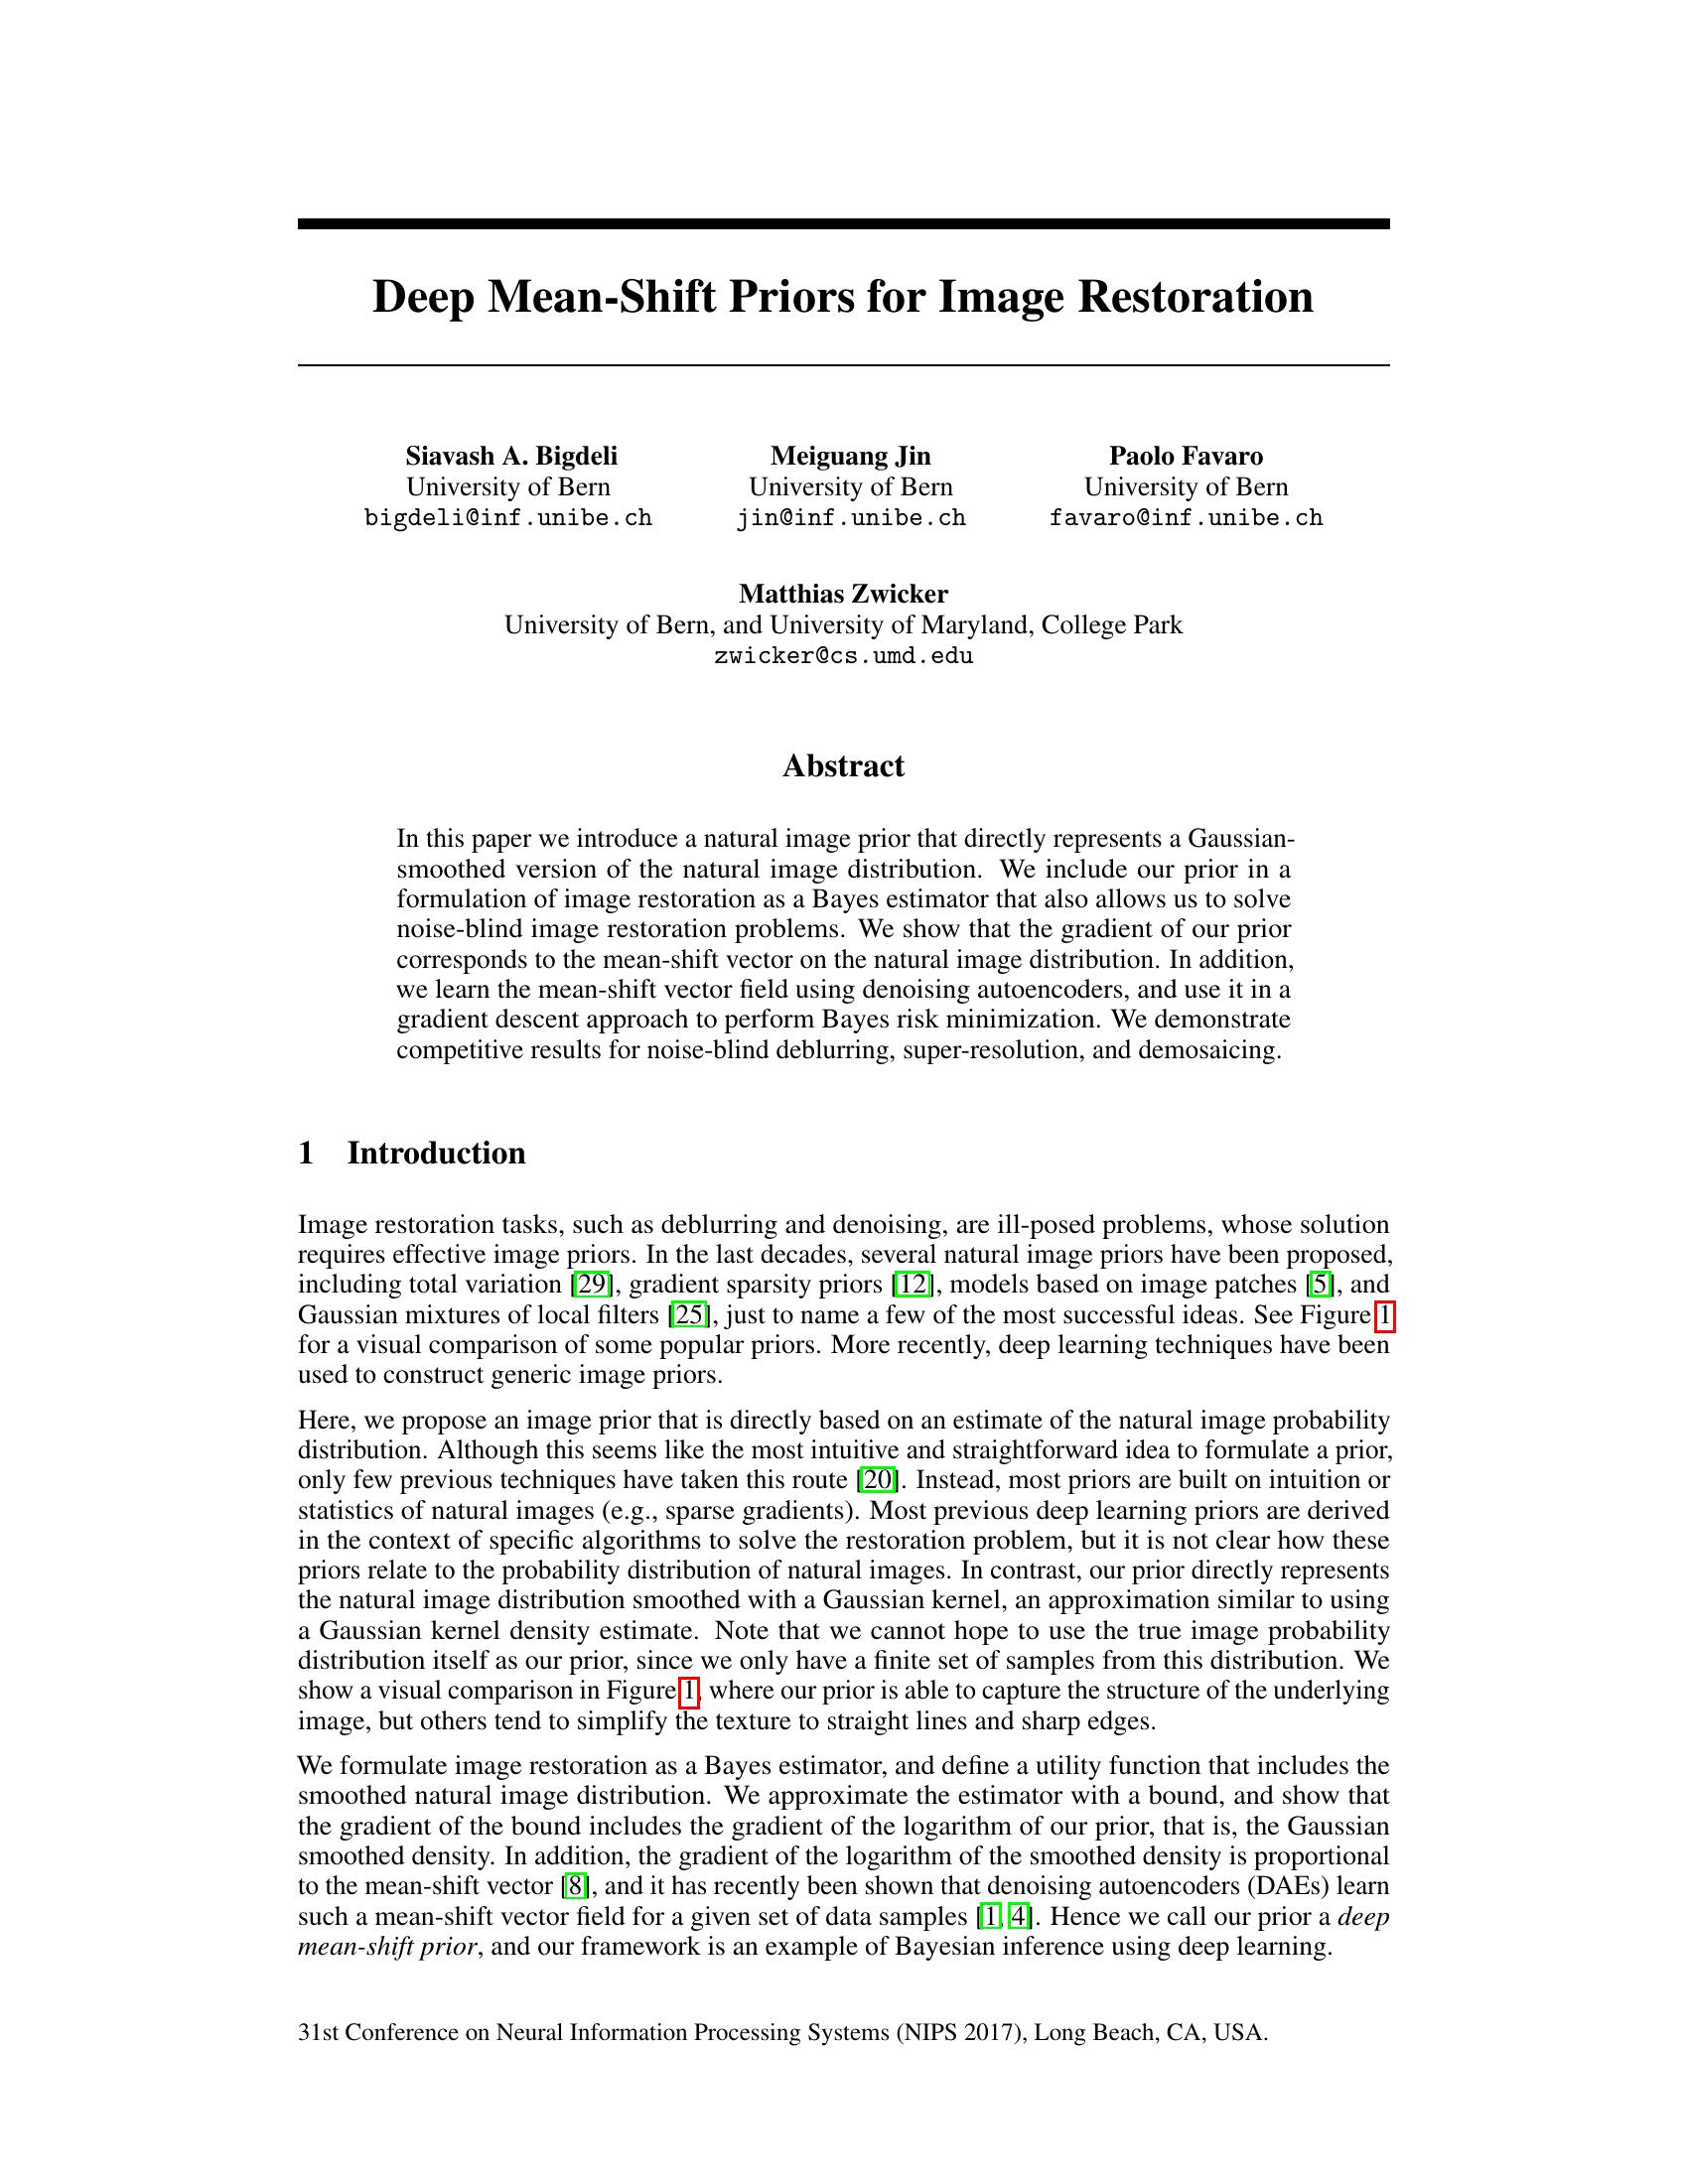 Deep Mean-Shift Priors for Image Restoration
Siavash A. Bigdeli
University of Bern
bigdeli@inf.unibe.ch
Meiguang Jin
University of Bern
jin@inf.unibe.ch
Paolo Favaro
University of Bern
favaro@inf.unibe.ch
Matthias Zwicker
University of Bern, and University of Maryland, College Park
zwicker@cs.umd.edu
Abstract
In this paper we introduce a natural image prior that directly represents a Gaussian-
smoothed version of the natural image distribution. We include our prior in a
formulation of image restoration as a Bayes estimator that also allows us to solve
noise-blind image restoration problems. We show that the gradient of our prior
corresponds to the mean-shift vector on the natural image distribution. In addition,
we learn the mean-shift vector field using denoising autoencoders, and use it in a
gradient descent approach to perform Bayes risk minimization. We demonstrate
competitive results for noise-blind deblurring, super-resolution, and demosaicing.
1 Introduction
Image restoration tasks, such as deblurring and denoising, are ill-posed problems, whose solution
requires effective image priors. In the last decades, several natural image priors have been proposed,
including total variation [29], gradient sparsity priors [12], models based on image patches [5], and
Gaussian mixtures of local filters [25], just to name a few of the most successful ideas. See Figure 1
for a visual comparison of some popular priors. More recently, deep learning techniques have been
used to construct generic image priors.
Here, we propose an image prior that is directly based on an estimate of the natural image probability
distribution. Although this seems like the most intuitive and straightforward idea to formulate a prior,
only few previous techniques have taken this route [20]. Instead, most priors are built on intuition or
statistics of natural images (e.g., sparse gradients). Most previous deep learning priors are derived
in the context of specific algorithms to solve the restoration problem, but it is not clear how these
priors relate to the probability distribution of natural images. In contrast, our prior directly represents
the natural image distribution smoothed with a Gaussian kernel, an approximation similar to using
a Gaussian kernel density estimate. Note that we cannot hope to use the true image probability
distribution itself as our prior, since we only have a finite set of samples from this distribution. We
show a visual comparison in Figure 1, where our prior is able to capture the structure of the underlying
image, but others tend to simplify the texture to straight lines and sharp edges.
We formulate image restoration as a Bayes estimator, and define a utility function that includes the
smoothed natural image distribution. We approximate the estimator with a bound, and show that
the gradient of the bound includes the gradient of the logarithm of our prior, that is, the Gaussian
smoothed density. In addition, the gradient of the logarithm of the smoothed density is proportional
to the mean-shift vector [8], and it has recently been shown that denoising autoencoders (DAEs) learn
such a mean-shift vector field for a given set of data samples [1, 4]. Hence we call our prior a deep
mean-shift prior, and our framework is an example of Bayesian inference using deep learning.
31st Conference on Neural Information Processing Systems (NIPS 2017), Long Beach, CA, USA.